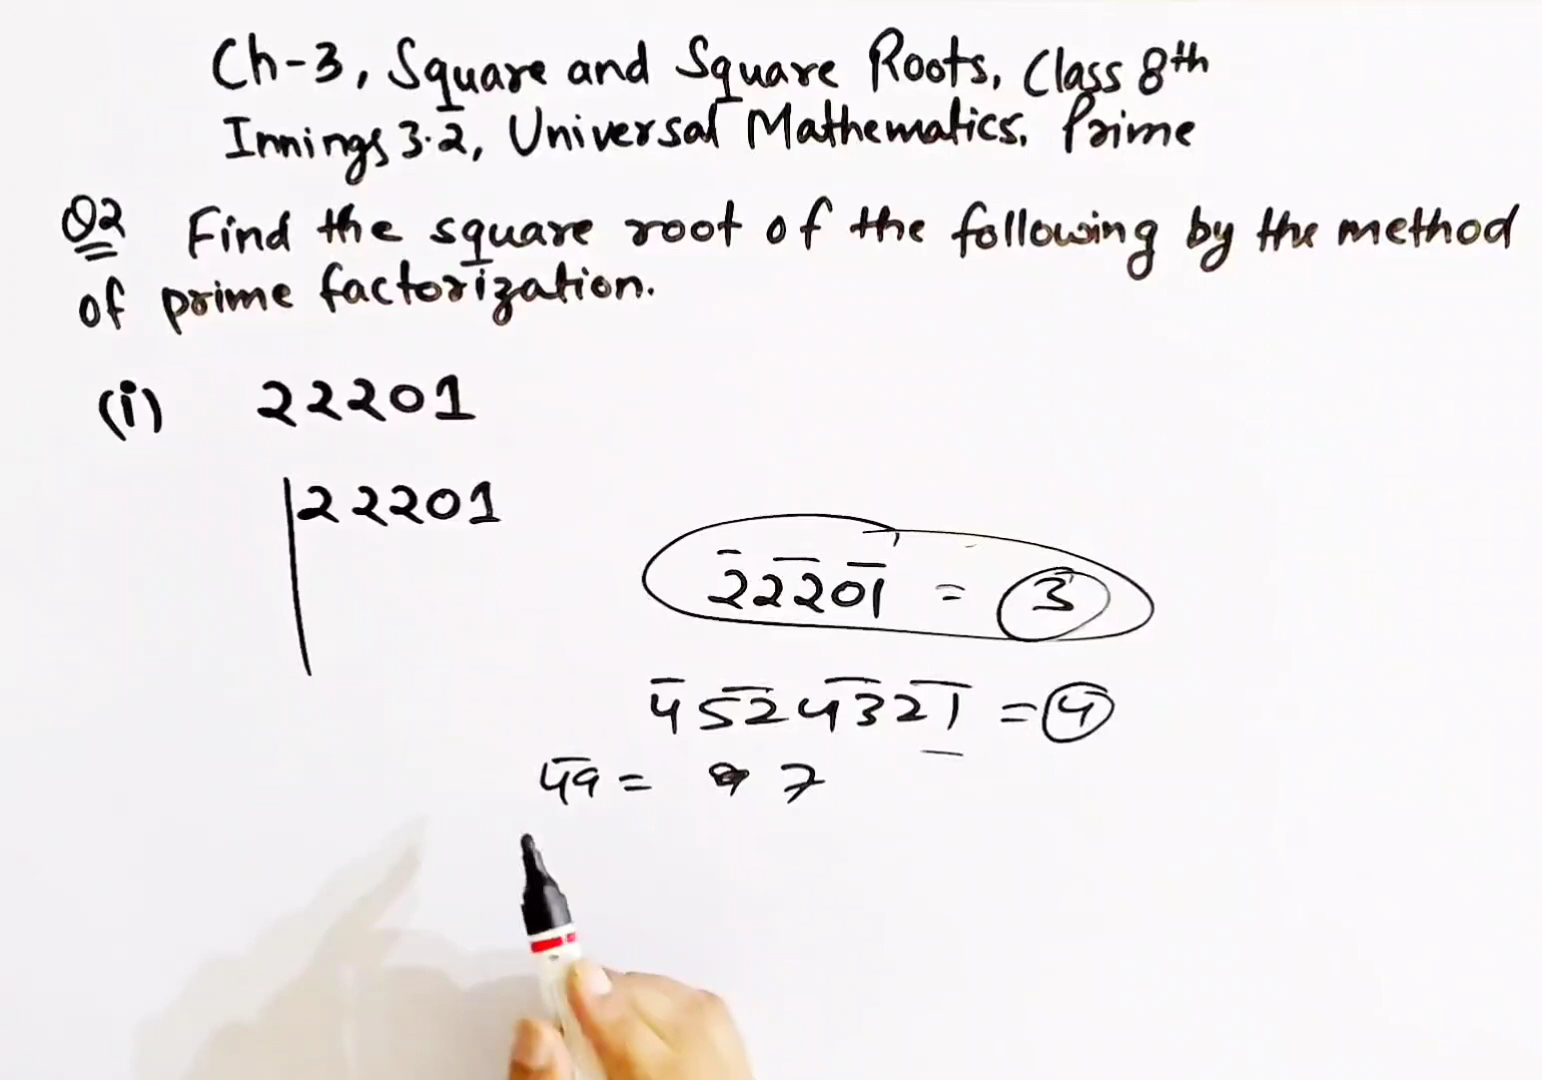 Ch-3, Square and Square Roots, Class 8th
Innings 3.2, Universal Mathematics, Prime
Q2 Find the square root of the following by the method
of prime factorization.
(i) 22201
22201
22201 = 3
4524321 = 4
49 = 7